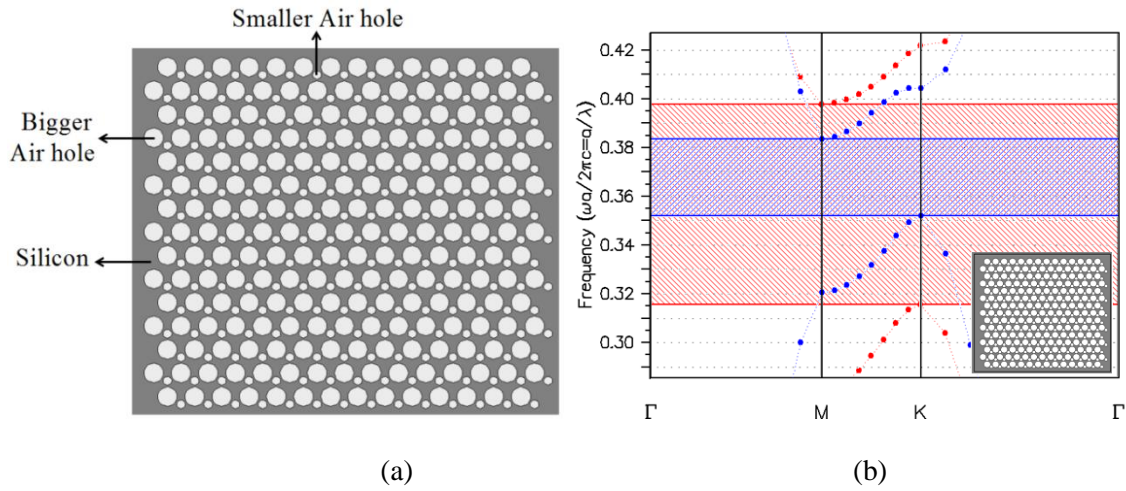 Smaller Air hole
Bigger
Air hole
Silicon
(a)
Frequency (ωa/2πc=a/λ)
0.42
0.40
0.38
0.36
0.34
0.32
0.30
Γ
M
K
Γ
(b)